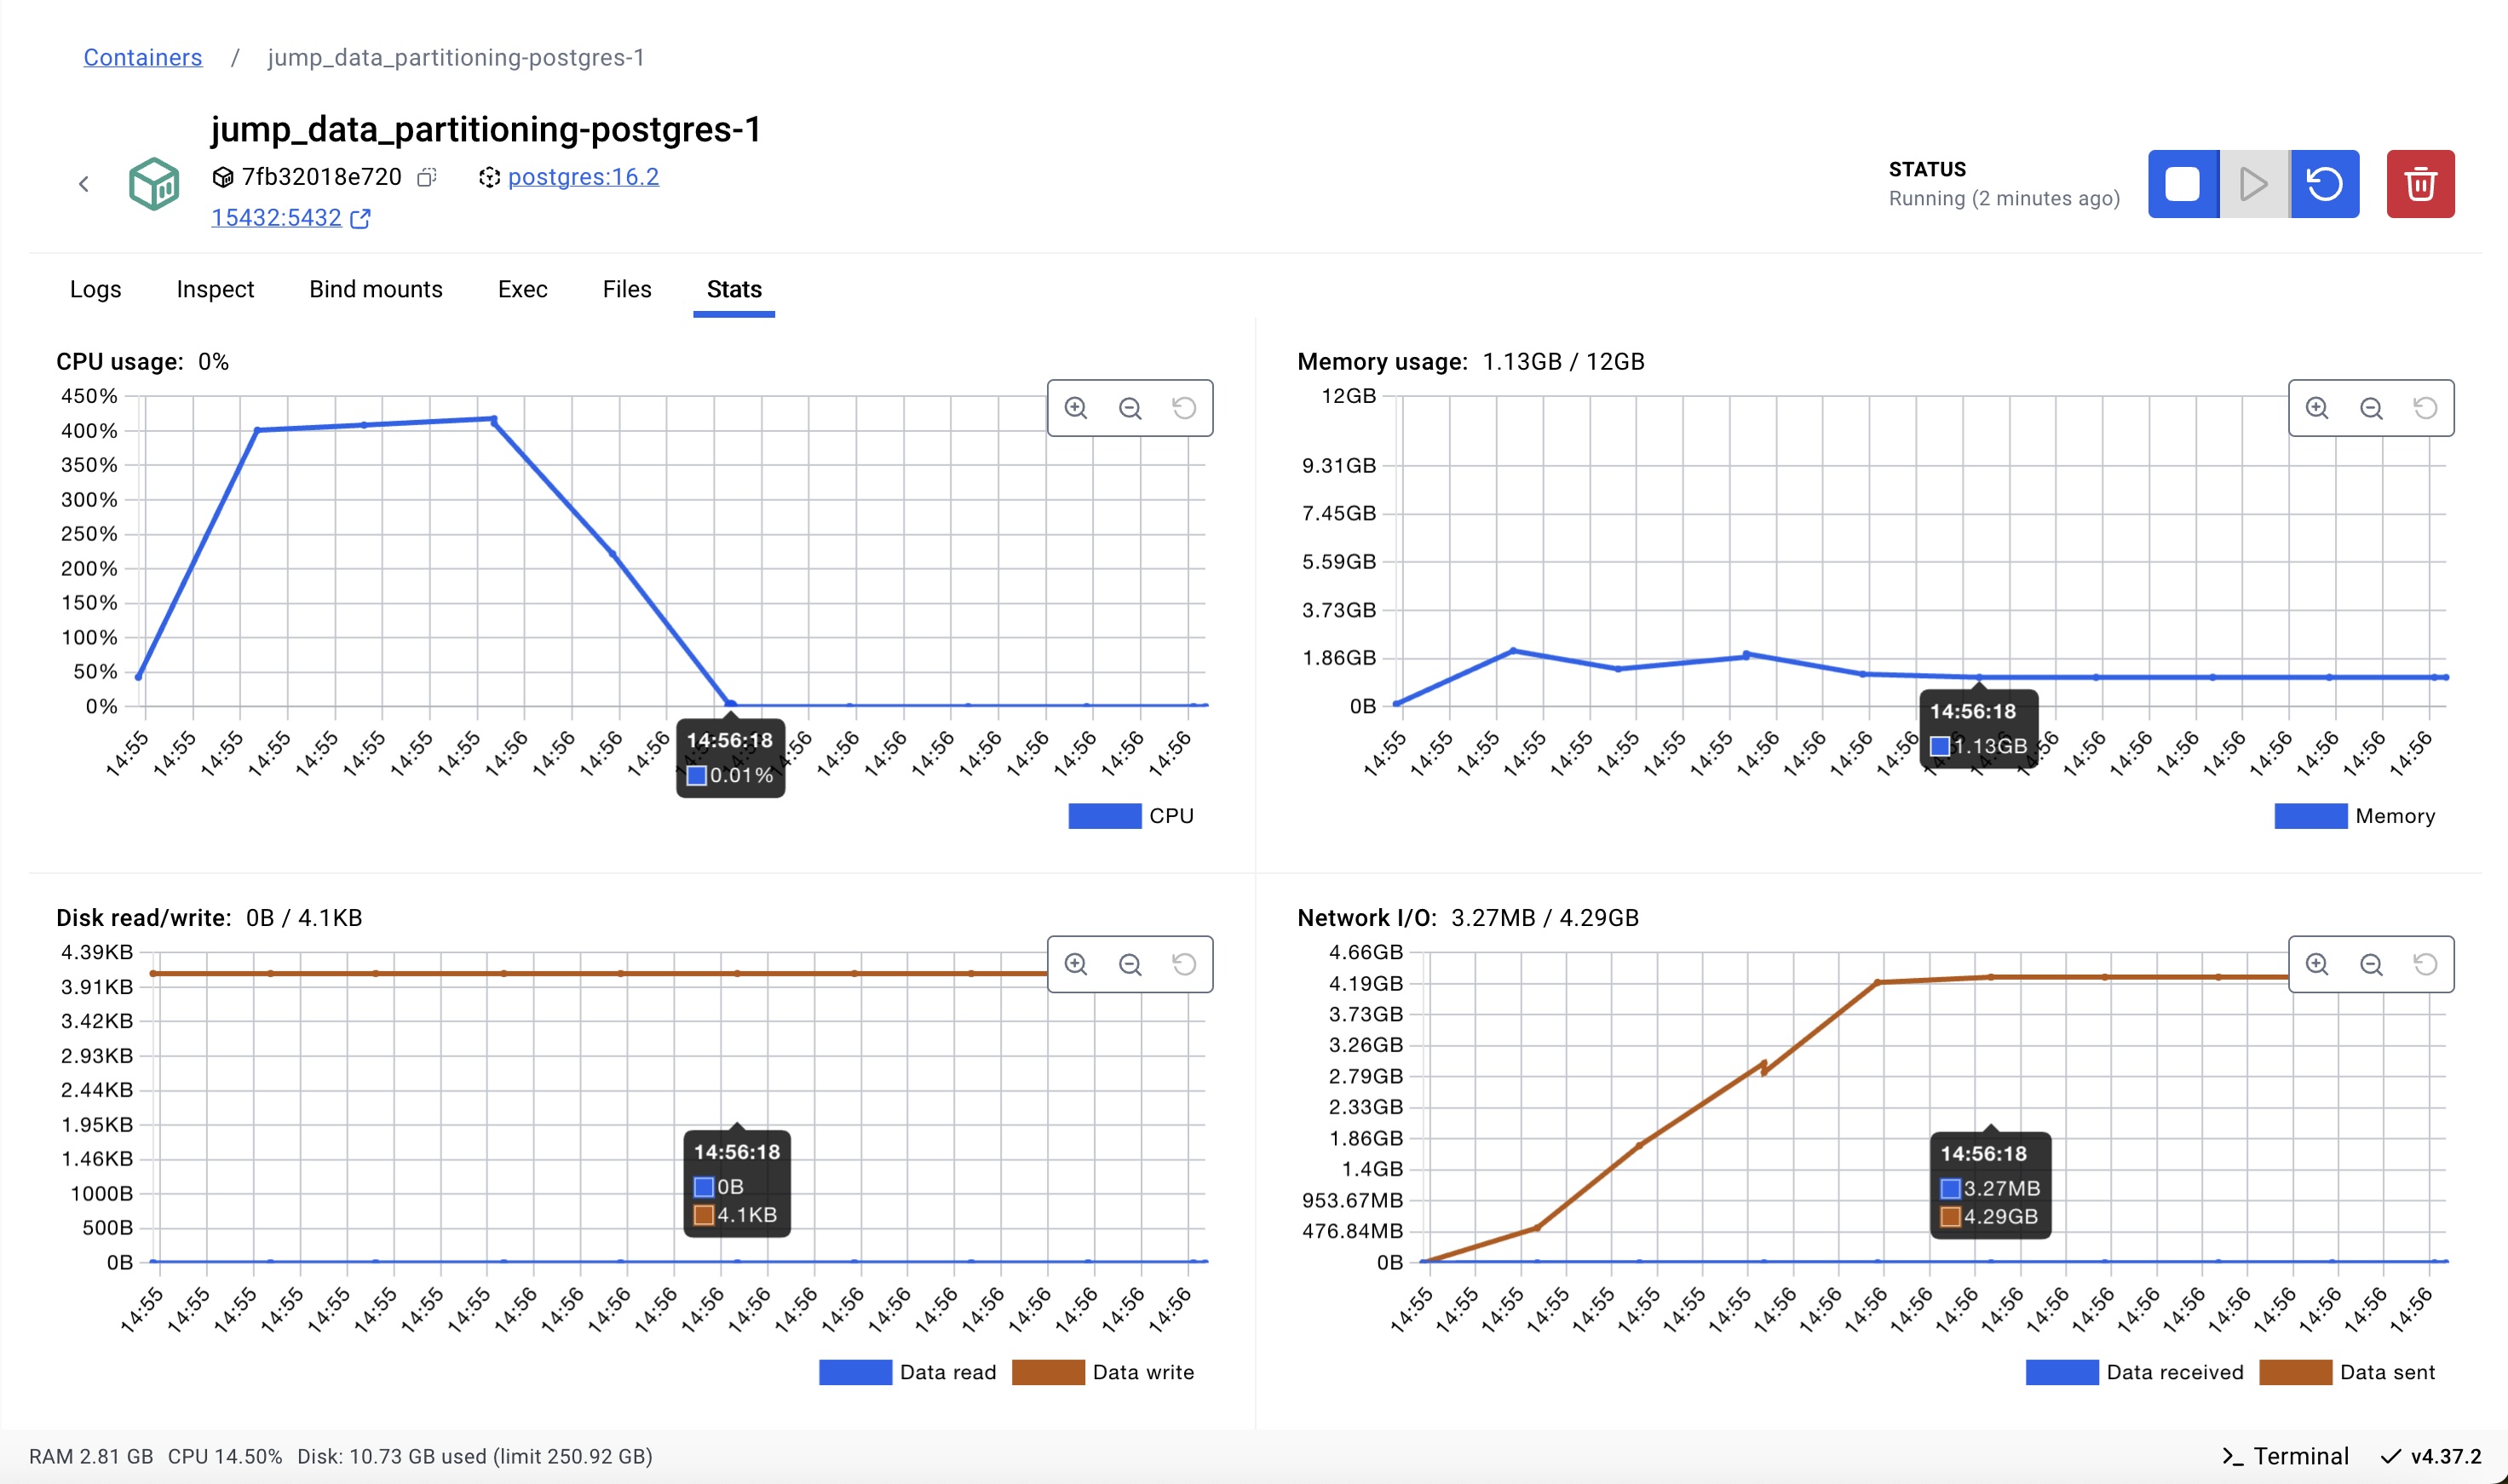 Containers / jump_data_partitioning-postgres-1
jump_data_partitioning-postgres-1
7fb32018e720 postgres:16.2
15432:5432
STATUS
Running (2 minutes ago)
Logs Inspect Bind mounts Exec Files Stats
CPU usage: 0%
450%
400%
350%
300%
250%
200%
150%
100%
50%
0%
14:55 14:55 14:55 14:55 14:55 14:55 14:55 14:55 14:56 14:56 14:56 14:56 14:56 14:56 14:56 14:56 14:56 14:56 14:56 14:56 14:56
14:56:18
0.01%
CPU
Memory usage: 1.13GB / 12GB
12GB
9.31GB
7.45GB
5.59GB
3.73GB
1.86GB
0B
14:55 14:55 14:55 14:55 14:55 14:55 14:55 14:55 14:56 14:56 14:56 14:56 14:56 14:56 14:56 14:56 14:56 14:56 14:56 14:56
14:56:18
1.13GB
Memory
Disk read/write: 0B / 4.1KB
4.39KB
3.91KB
3.42KB
2.93KB
2.44KB
1.95KB
1.46KB
1000B
500B
0B
14:55 14:55 14:55 14:55 14:55 14:55 14:55 14:55 14:56 14:56 14:56 14:56 14:56 14:56 14:56 14:56 14:56 14:56 14:56 14:56 14:56 14:56 14:56
14:56:18
0B
4.1KB
Data read Data write
Network I/O: 3.27MB / 4.29GB
4.66GB
4.19GB
3.73GB
3.26GB
2.79GB
2.33GB
1.86GB
1.4GB
953.67MB
476.84MB
0B
14:55 14:55 14:55 14:55 14:55 14:55 14:55 14:55 14:56 14:56 14:56 14:56 14:56 14:56 14:56 14:56 14:56 14:56 14:56 14:56 14:56 14:56 14:56
14:56:18
3.27MB
4.29GB
Data received Data sent
RAM 2.81 GB CPU 14.50% Disk: 10.73 GB used (limit 250.92 GB)
Terminal v4.37.2